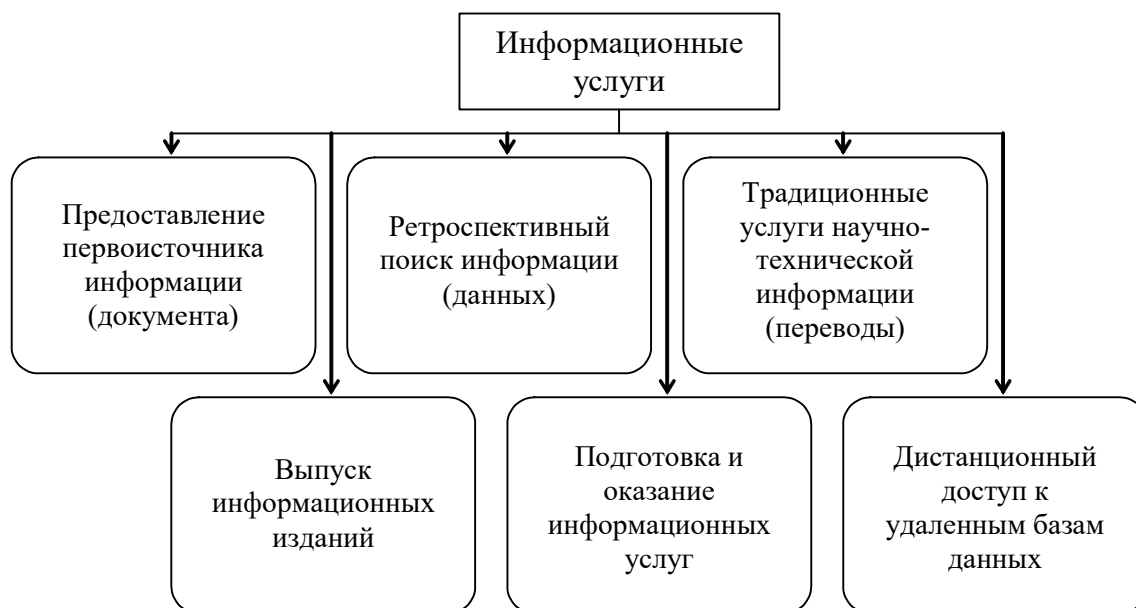 Информационные
услуги
Предоставление
первоисточника
информации
(документа)
Ретроспективный
поиск информации
(данных)
Традиционные
услуги научно-
технической
информации
(переводы)
Выпуск
информационных
изданий
Подготовка и
оказание
информационных
услуг
Дистанционный
доступ к
удаленным базам
данных